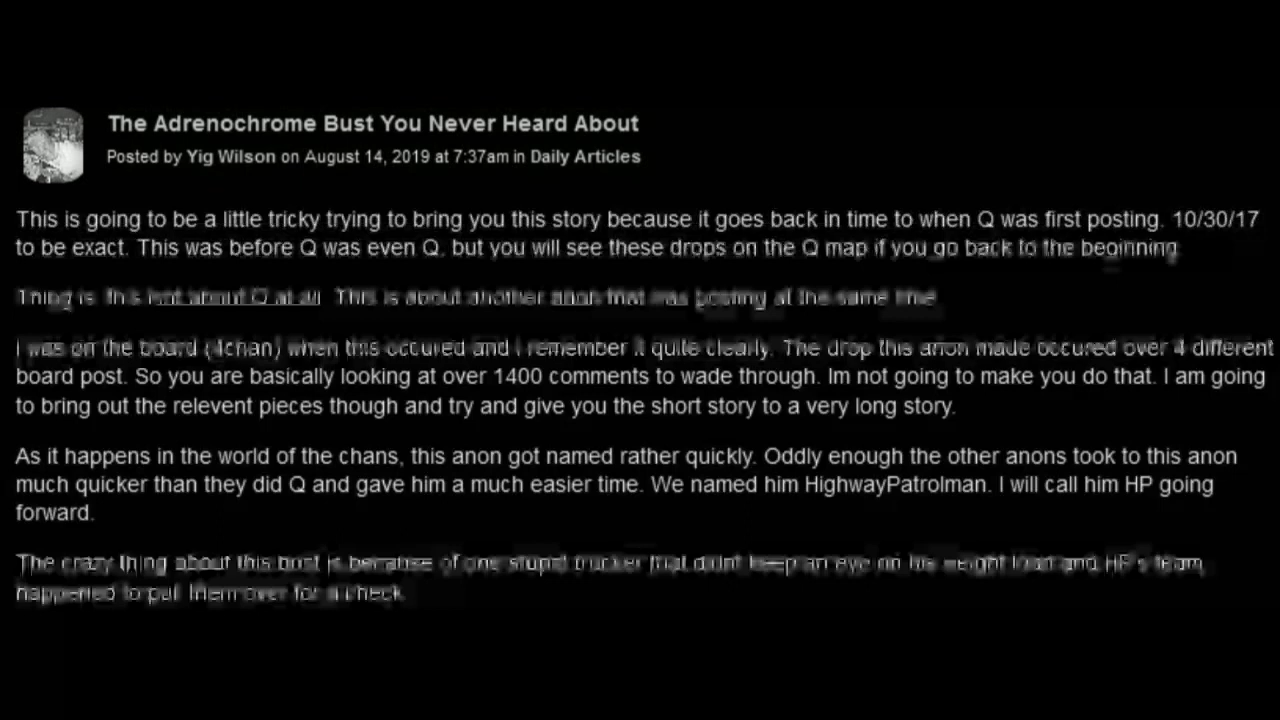 The Adrenochrome Bust You Never Heard About
Posted by Yig Wilson on August 14, 2019 at 7:37am in Daily Articles
This is going to be a little tricky trying to bring you this story because it goes back in time to when Q was first posting. 10/30/17
to be exact. This was before Q was even Q, but you will see these drops on the Q map if you go back to the beginning
Thing is, this isnt about Q at all. This is about another anon that was posting at the same time.
I was on the board (4chan) when this occured and I remember it quite clearly. The drop this anon made occured over 4 different
board post. So you are basically looking at over 1400 comments to wade through. Im not going to make you do that. I am going
to bring out the relevent pieces though and try and give you the short story to a very long story.
As it happens in the world of the chans, this anon got named rather quickly. Oddly enough the other anons took to this anon
much quicker than they did Q and gave him a much easier time. We named him HighwayPatrolman. I will call him HP going
forward.
The crazy thing about this bust is because of one stupid trucker that didnt keep an eye on his weight load and HP's team
happened to pull them over for a check